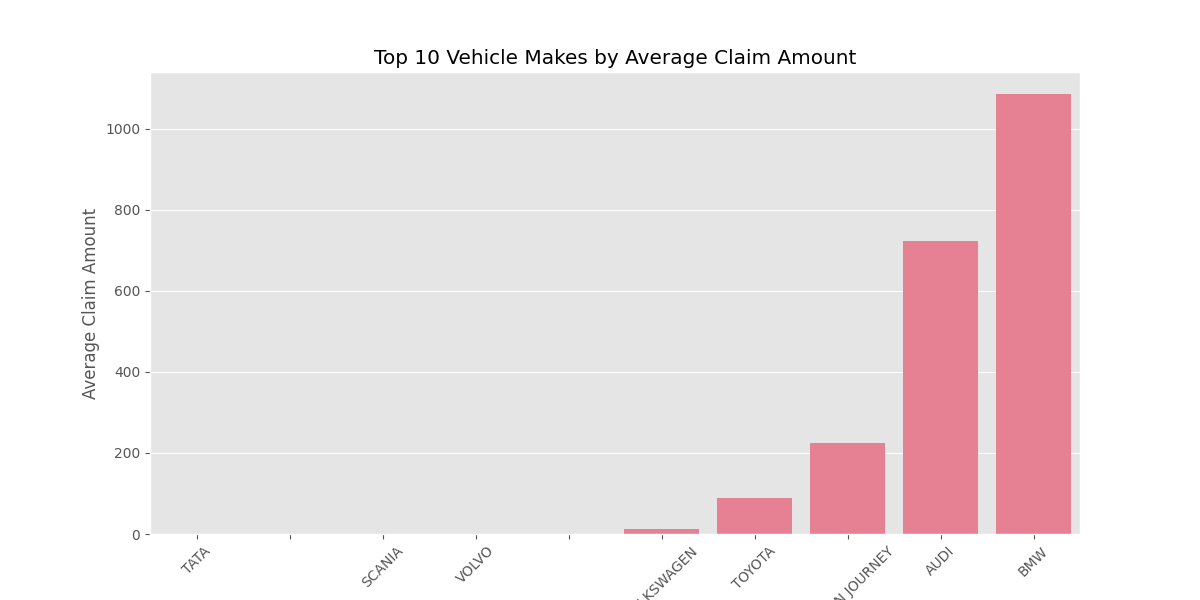 Top 10 Vehicle Makes by Average Claim Amount
Average Claim Amount
1000
800
600
400
200
0
TATA
SCANIA
VOLVO
KSWAGEN
TOYOTA
N JOURNEY
AUDI
BMW